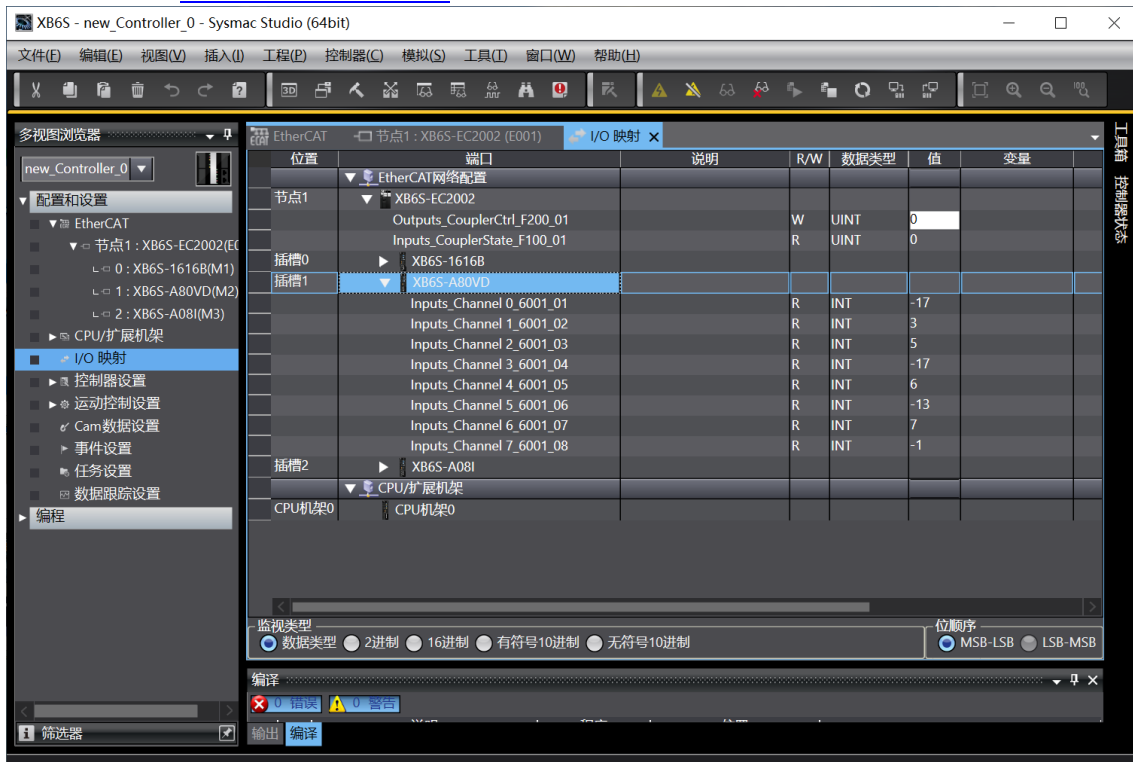 XB6S - new_Controller_0 - Sysmac Studio (64bit)
文件(F) 编辑(E) 视图(V) 插入(I) 工程(P) 控制器(C) 模拟(S) 工具(T) 窗口(W) 帮助(H)
多视图浏览器
new_Controller_0
配置和设置
EtherCAT
节点1 : XB6S-EC2002(E(
0 : XB6S-1616B(M1)
1 : XB6S-A80VD(M2)
2 : XB6S-A08I(M3)
CPU/扩展机架
I/O 映射
控制器设置
运动控制设置
Cam数据设置
事件设置
任务设置
数据跟踪设置
编程
筛选器
EtherCAT 节点1 : XB6S-EC2002 (E001) I/O 映射
位置 端口 说明 R/W 数据类型 值 变量
EtherCAT网络配置
节点1 XB6S-EC2002
Outputs_CouplerCtrl_F200_01 W UINT 0
Inputs_CouplerState_F100_01 R UINT 0
插槽0 XB6S-1616B
插槽1 XB6S-A80VD
Inputs_Channel 0_6001_01 R INT -17
Inputs_Channel 1_6001_02 R INT 3
Inputs_Channel 2_6001_03 R INT 5
Inputs_Channel 3_6001_04 R INT -17
Inputs_Channel 4_6001_05 R INT 6
Inputs_Channel 5_6001_06 R INT -13
Inputs_Channel 6_6001_07 R INT 7
Inputs_Channel 7_6001_08 R INT -1
插槽2 XB6S-A08I
CPU/扩展机架
CPU机架0 CPU机架0
监视类型
数据类型 2进制 16进制 有符号10进制 无符号10进制
位顺序
MSB-LSB LSB-MSB
编译
0 错误 0 警告
输出 编译
工具箱
控制器状态